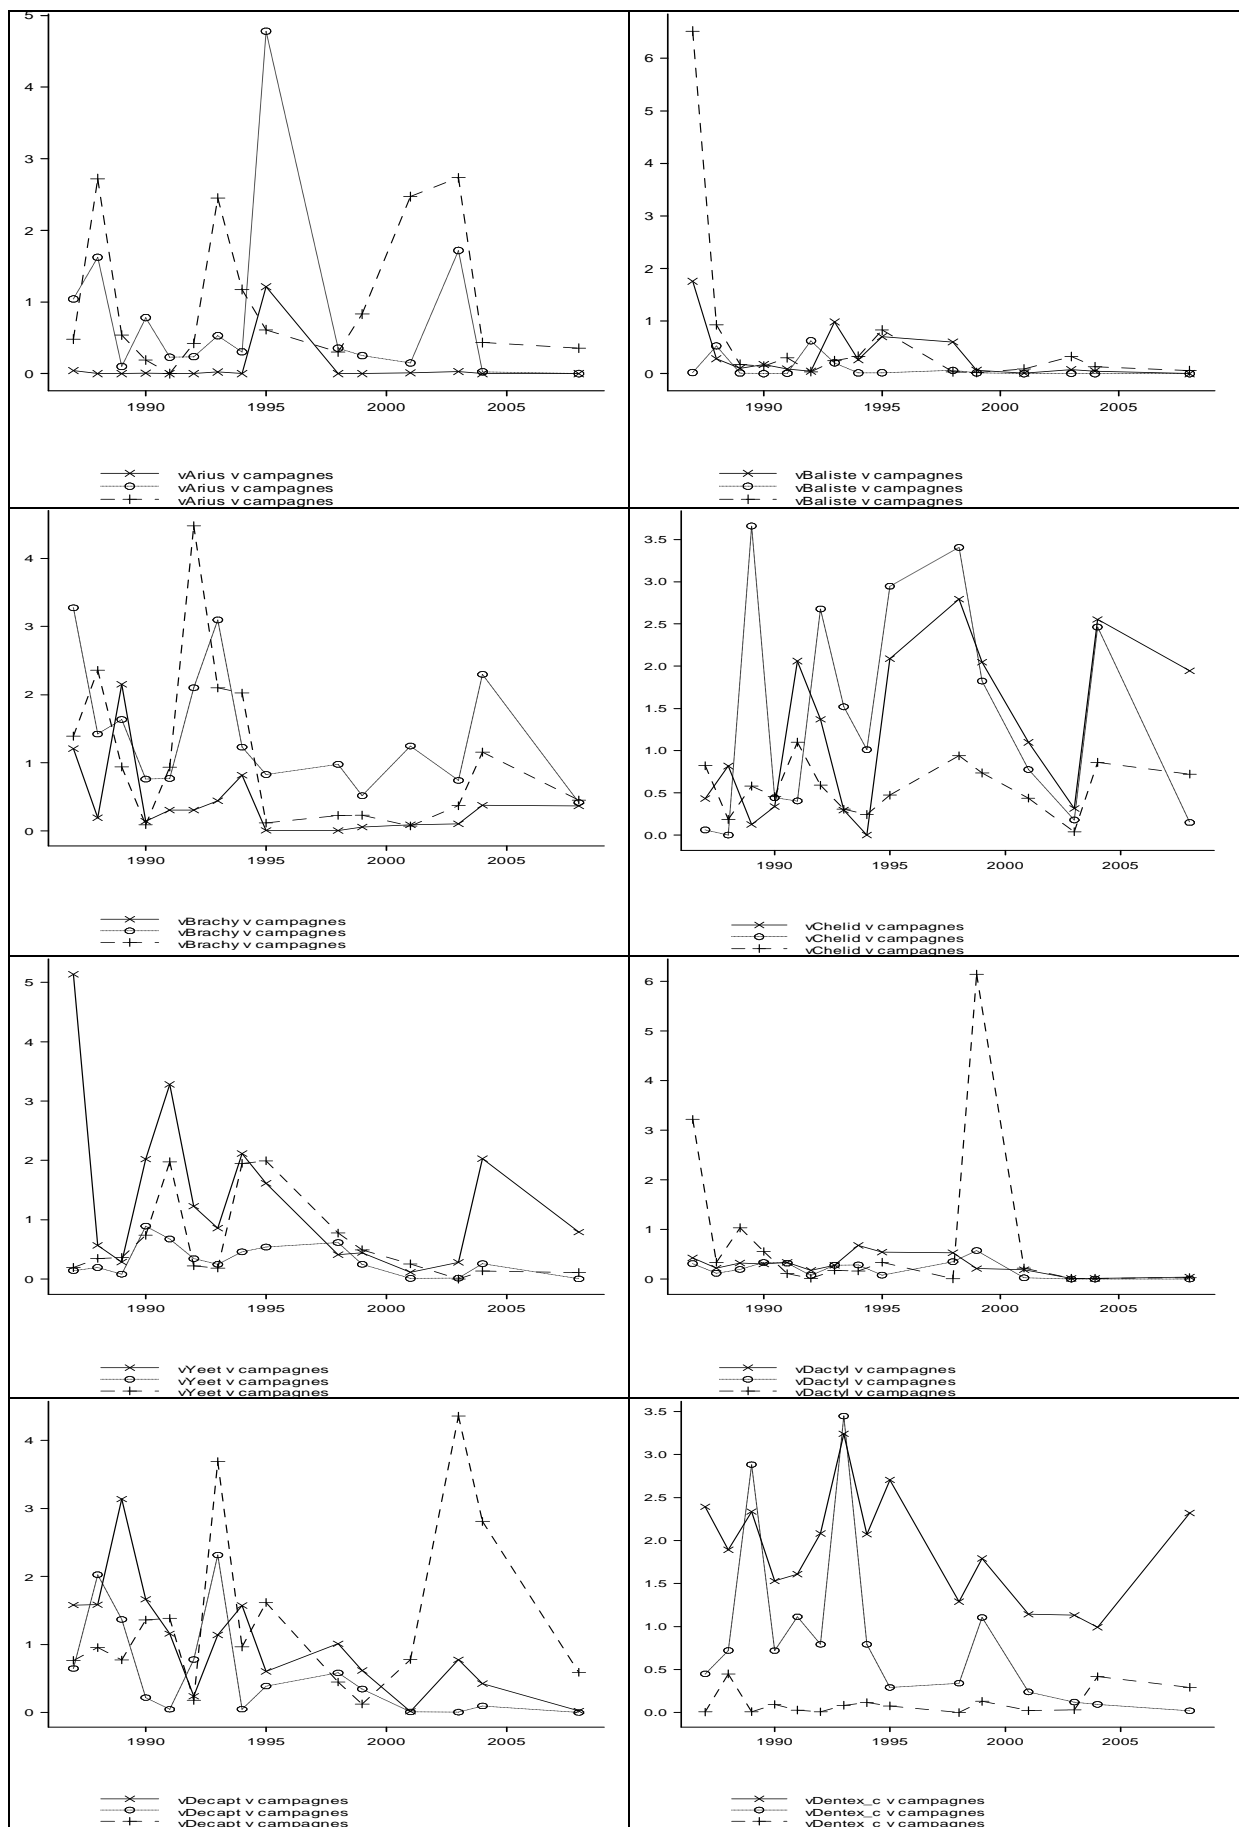 5
4
3
2
1
0
1990 1995 2000 2005
vArius v campagnes
vArius v campagnes
vArius v campagnes
6
5
4
3
2
1
0
1990 1995 2000 2005
vBaliste v campagnes
vBaliste v campagnes
vBaliste v campagnes
4
3
2
1
0
1990 1995 2000 2005
vBrachy v campagnes
vBrachy v campagnes
vBrachy v campagnes
3.5
3.0
2.5
2.0
1.5
1.0
0.5
0.0
1990 1995 2000 2005
vChelid v campagnes
vChelid v campagnes
vChelid v campagnes
5
4
3
2
1
0
1990 1995 2000 2005
vYeet v campagnes
vYeet v campagnes
vYeet v campagnes
6
5
4
3
2
1
0
1990 1995 2000 2005
vDactyl v campagnes
vDactyl v campagnes
vDactyl v campagnes
4
3
2
1
0
1990 1995 2000 2005
vDecapt v campagnes
vDecapt v campagnes
vDecapt v campagnes
3.5
3.0
2.5
2.0
1.5
1.0
0.5
0.0
1990 1995 2000 2005
vDentex_c v campagnes
vDentex_c v campagnes
vDentex_c v campagnes